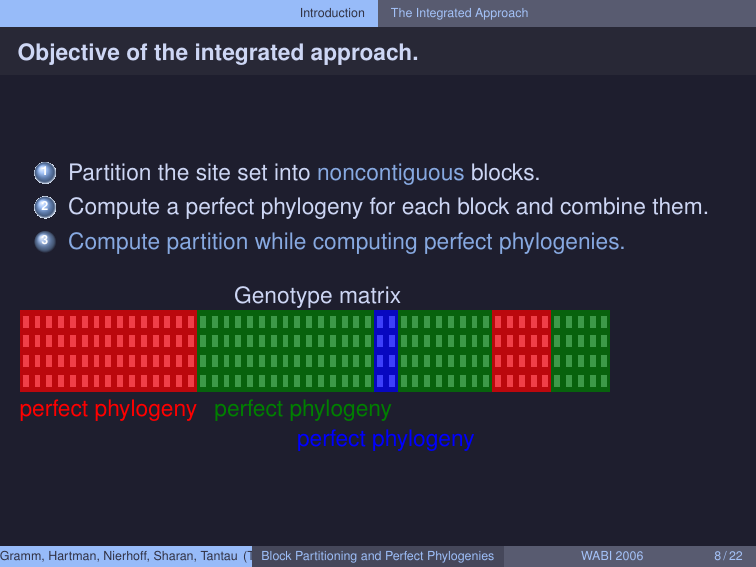 Introduction The Integrated Approach
Objective of the integrated approach.
1 Partition the site set into noncontiguous blocks.
2 Compute a perfect phylogeny for each block and combine them.
3 Compute partition while computing perfect phylogenies.
Genotype matrix
perfect phylogeny perfect phylogeny
perfect phylogeny
Gramm, Hartman, Nierhoff, Sharan, Tantau (T Block Partitioning and Perfect Phylogenies WABI 2006 8 / 22